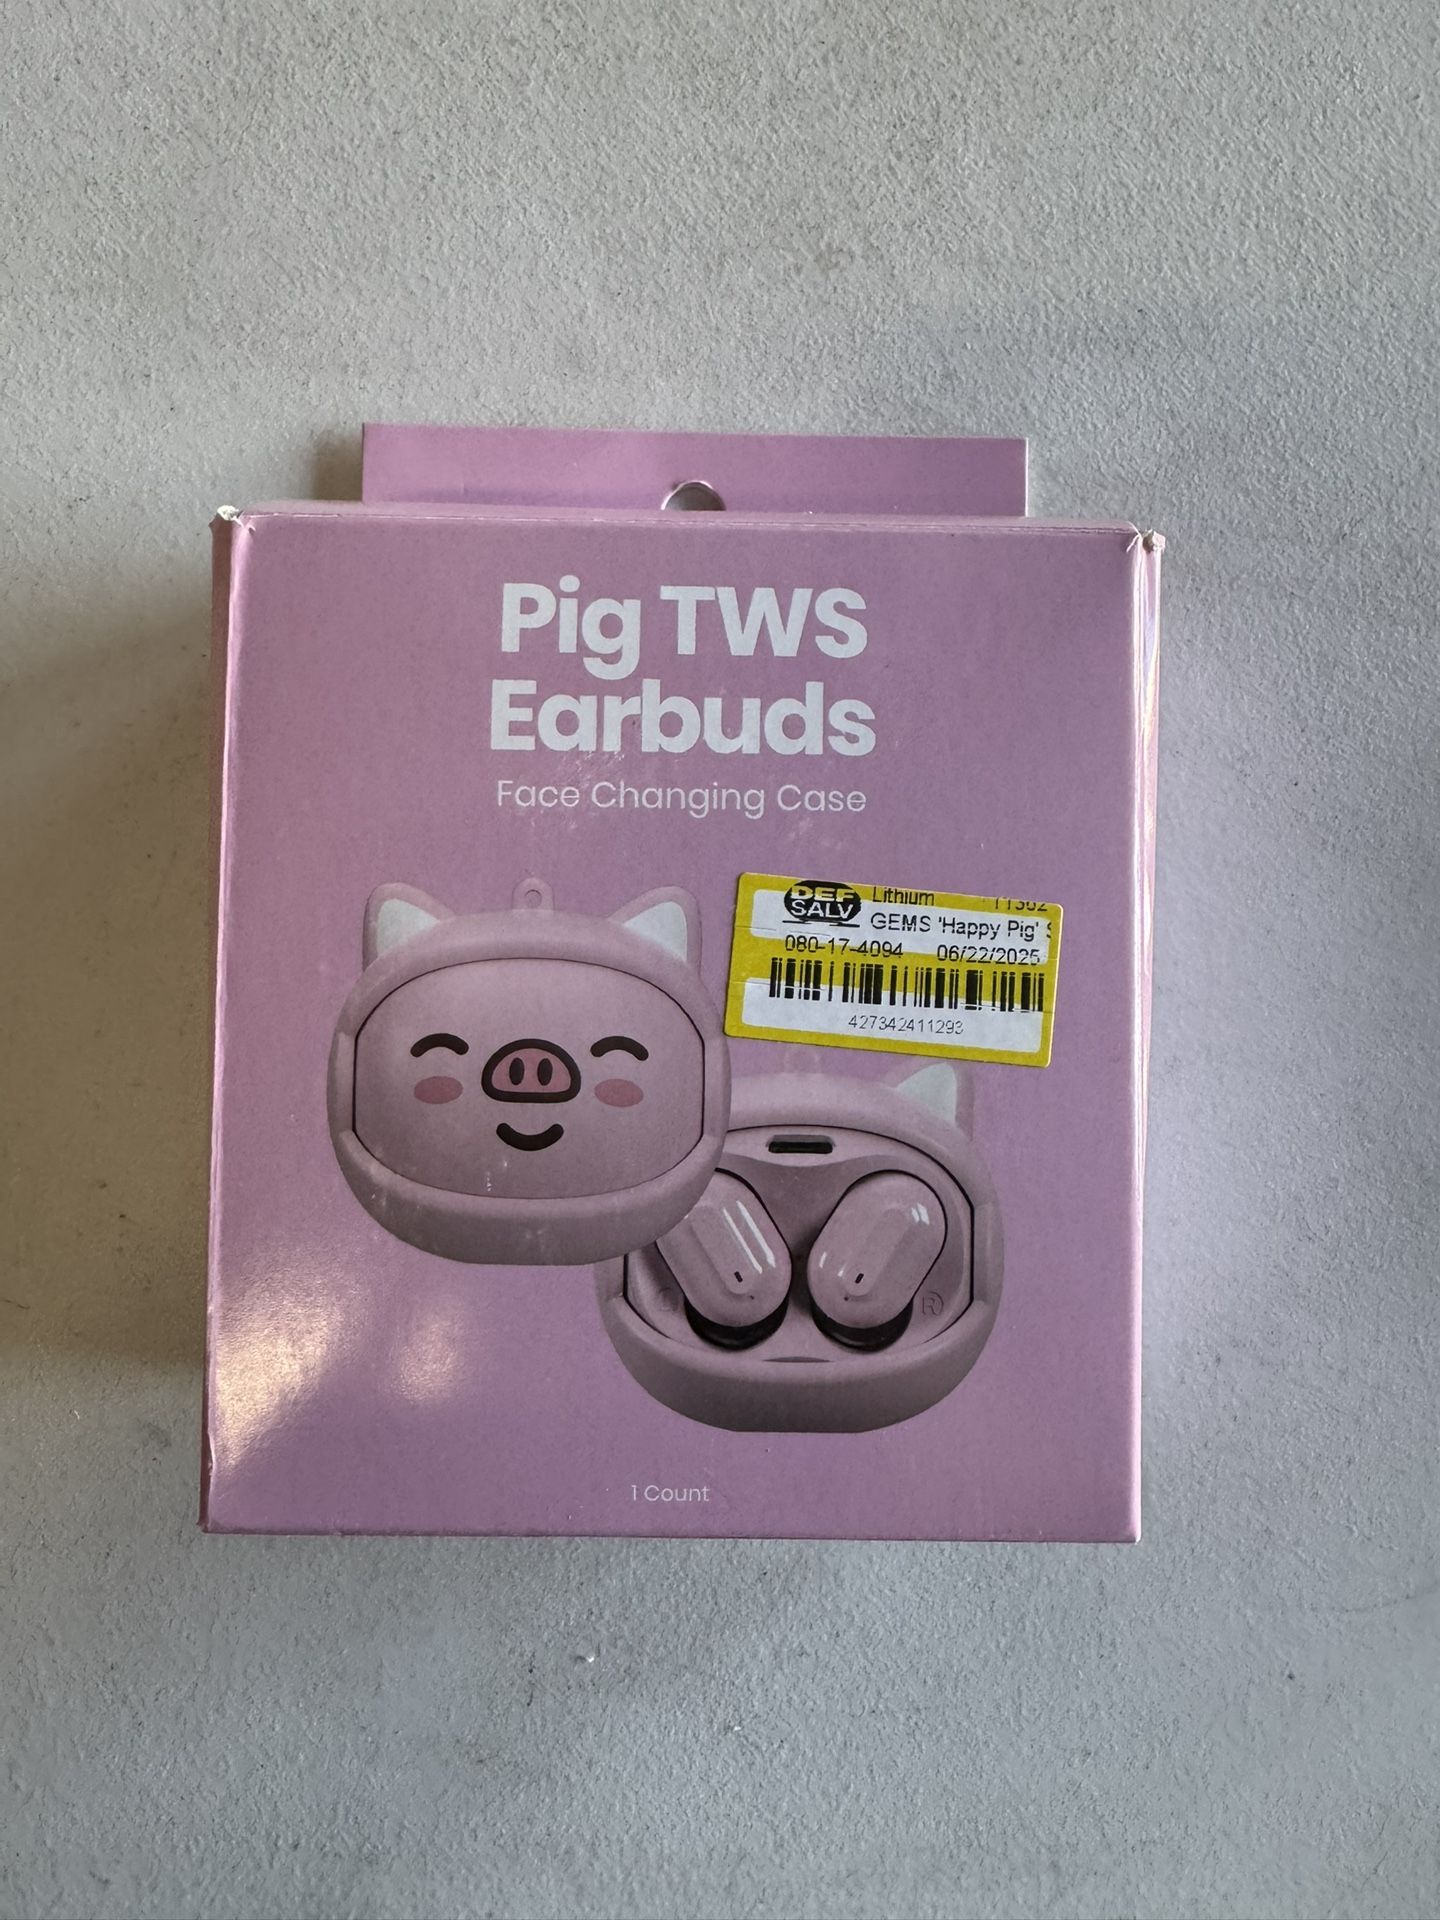 Pig TWS
Earbuds
Face Changing Case
DEF
SALV
Lithium
GEMS 'Happy Pig'
080-17-4094 06/22/2025
427342411293
R
1 Count